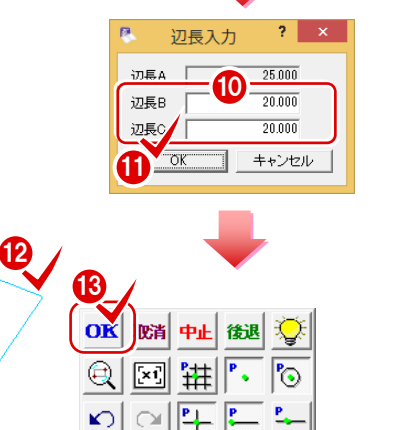 辺長入力 ? ×
辺長A 25.000
⑩
辺長B 20.000
辺長C 20.000
⑪ OK キャンセル
⑫
⑬
OK 取消 中止 後退
×1 P P P
P P P